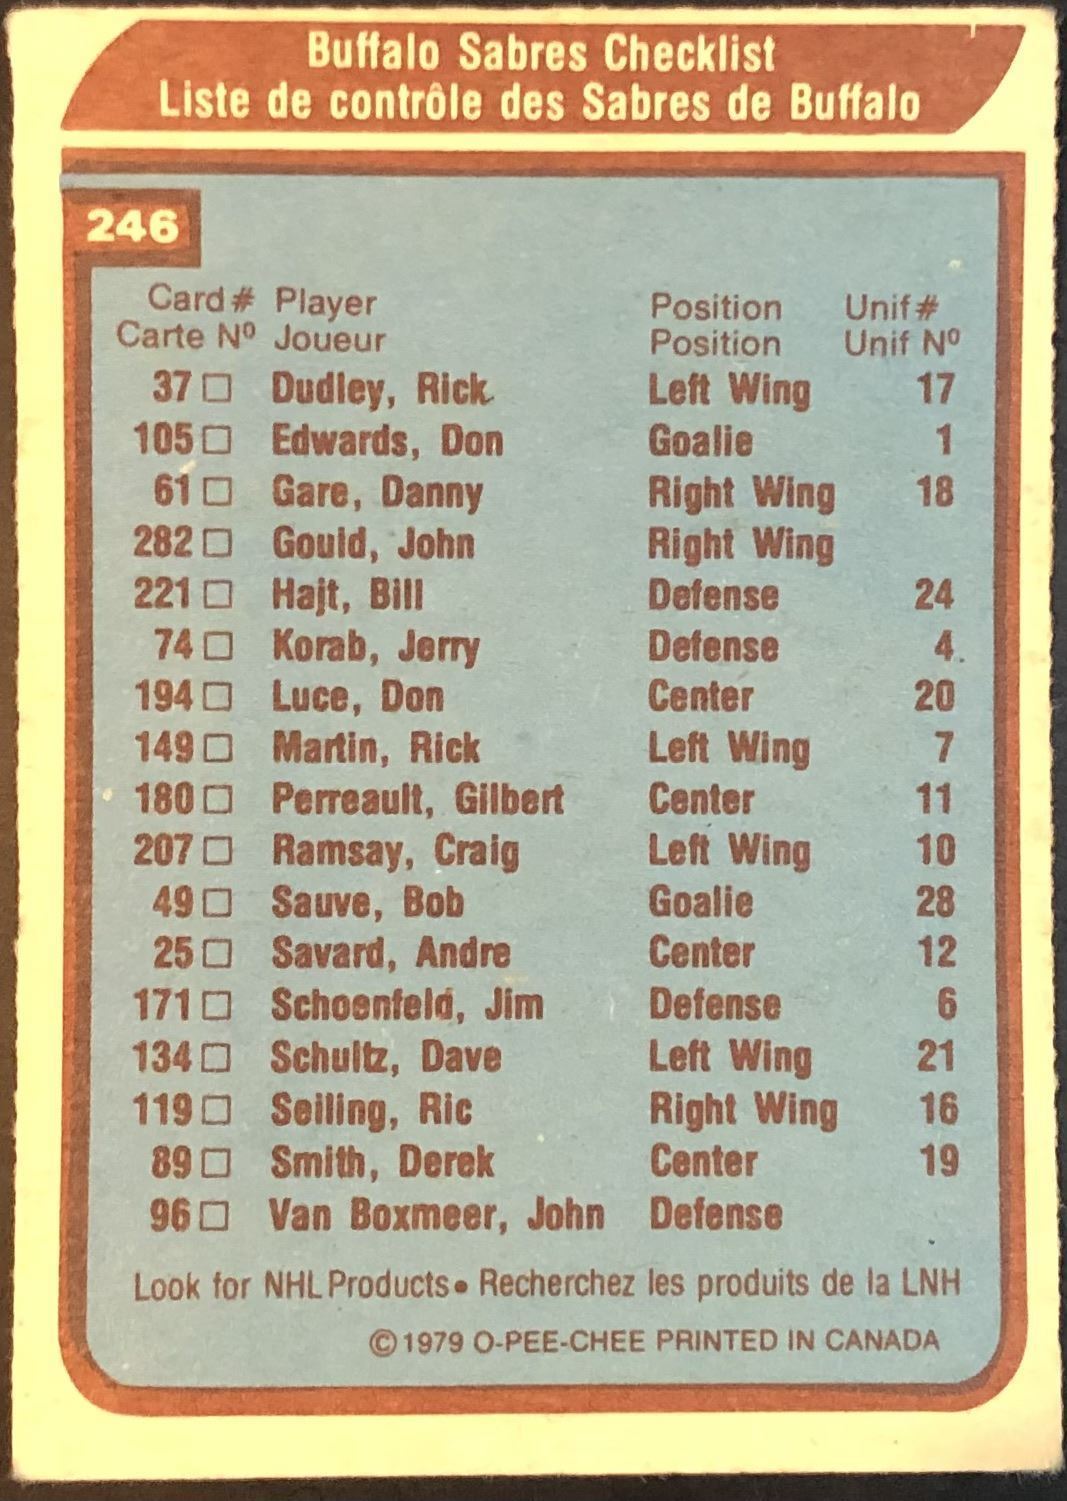 Buffalo Sabres Checklist
Liste de contrôle des Sabres de Buffalo
246
Card # Player Position Unif #
Carte Nº Joueur Position Unif Nº
37 □ Dudley, Rick Left Wing 17
105 □ Edwards, Don Goalie 1
61 □ Gare, Danny Right Wing 18
282 □ Gould, John Right Wing
221 □ Hajt, Bill Defense 24
74 □ Korab, Jerry Defense 4
194 □ Luce, Don Center 20
149 □ Martin, Rick Left Wing 7
180 □ Perreault, Gilbert Center 11
207 □ Ramsay, Craig Left Wing 10
49 □ Sauve, Bob Goalie 28
25 □ Savard, Andre Center 12
171 □ Schoenfeld, Jim Defense 6
134 □ Schultz, Dave Left Wing 21
119 □ Seiling, Ric Right Wing 16
89 □ Smith, Derek Center 19
96 □ Van Boxmeer, John Defense
Look for NHL Products • Recherchez les produits de la LNH
© 1979 O-PEE-CHEE PRINTED IN CANADA